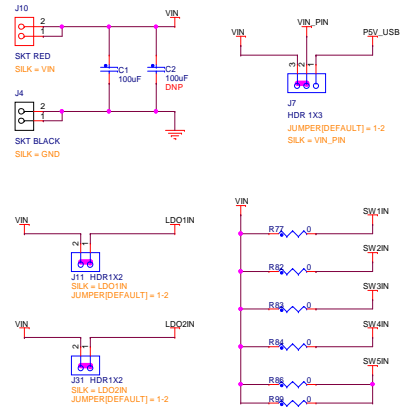 J10
2
1
SKT RED
SILK = VIN
VIN
C1
100uF
C2
100uF
DNP
J4
2
1
SKT BLACK
SILK = GND
VIN
VIN_PIN
P5V_USB
3
2
1
J7
HDR 1X3
JUMPER[DEFAULT] = 1-2
SILK = VIN_PIN
VIN
LDO1IN
2
1
J11 HDR1X2
SILK = LDO1IN
JUMPER[DEFAULT] = 1-2
VIN
LDO2IN
2
1
J31 HDR1X2
SILK = LDO2IN
JUMPER[DEFAULT] = 1-2
VIN
SW1IN
R77 0
SW2IN
R82 0
SW3IN
R83 0
SW4IN
R84 0
SW5IN
R88 0
R99 0